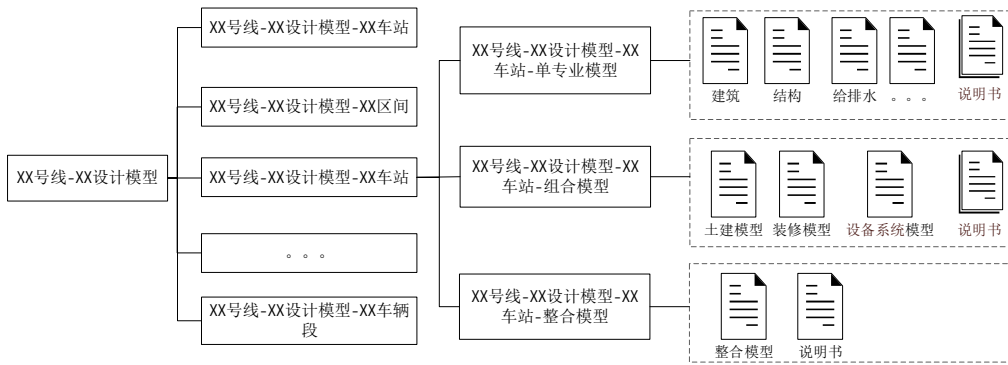 XX号线-XX设计模型
XX号线-XX设计模型-XX车站
XX号线-XX设计模型-XX区间
XX号线-XX设计模型-XX车站
。。。
XX号线-XX设计模型-XX车辆
段
XX号线-XX设计模型-XX
车站-单专业模型
XX号线-XX设计模型-XX
车站-组合模型
XX号线-XX设计模型-XX
车站-整合模型
建筑
结构
给排水
。。。
说明书
土建模型
装修模型
设备系统模型
说明书
整合模型
说明书